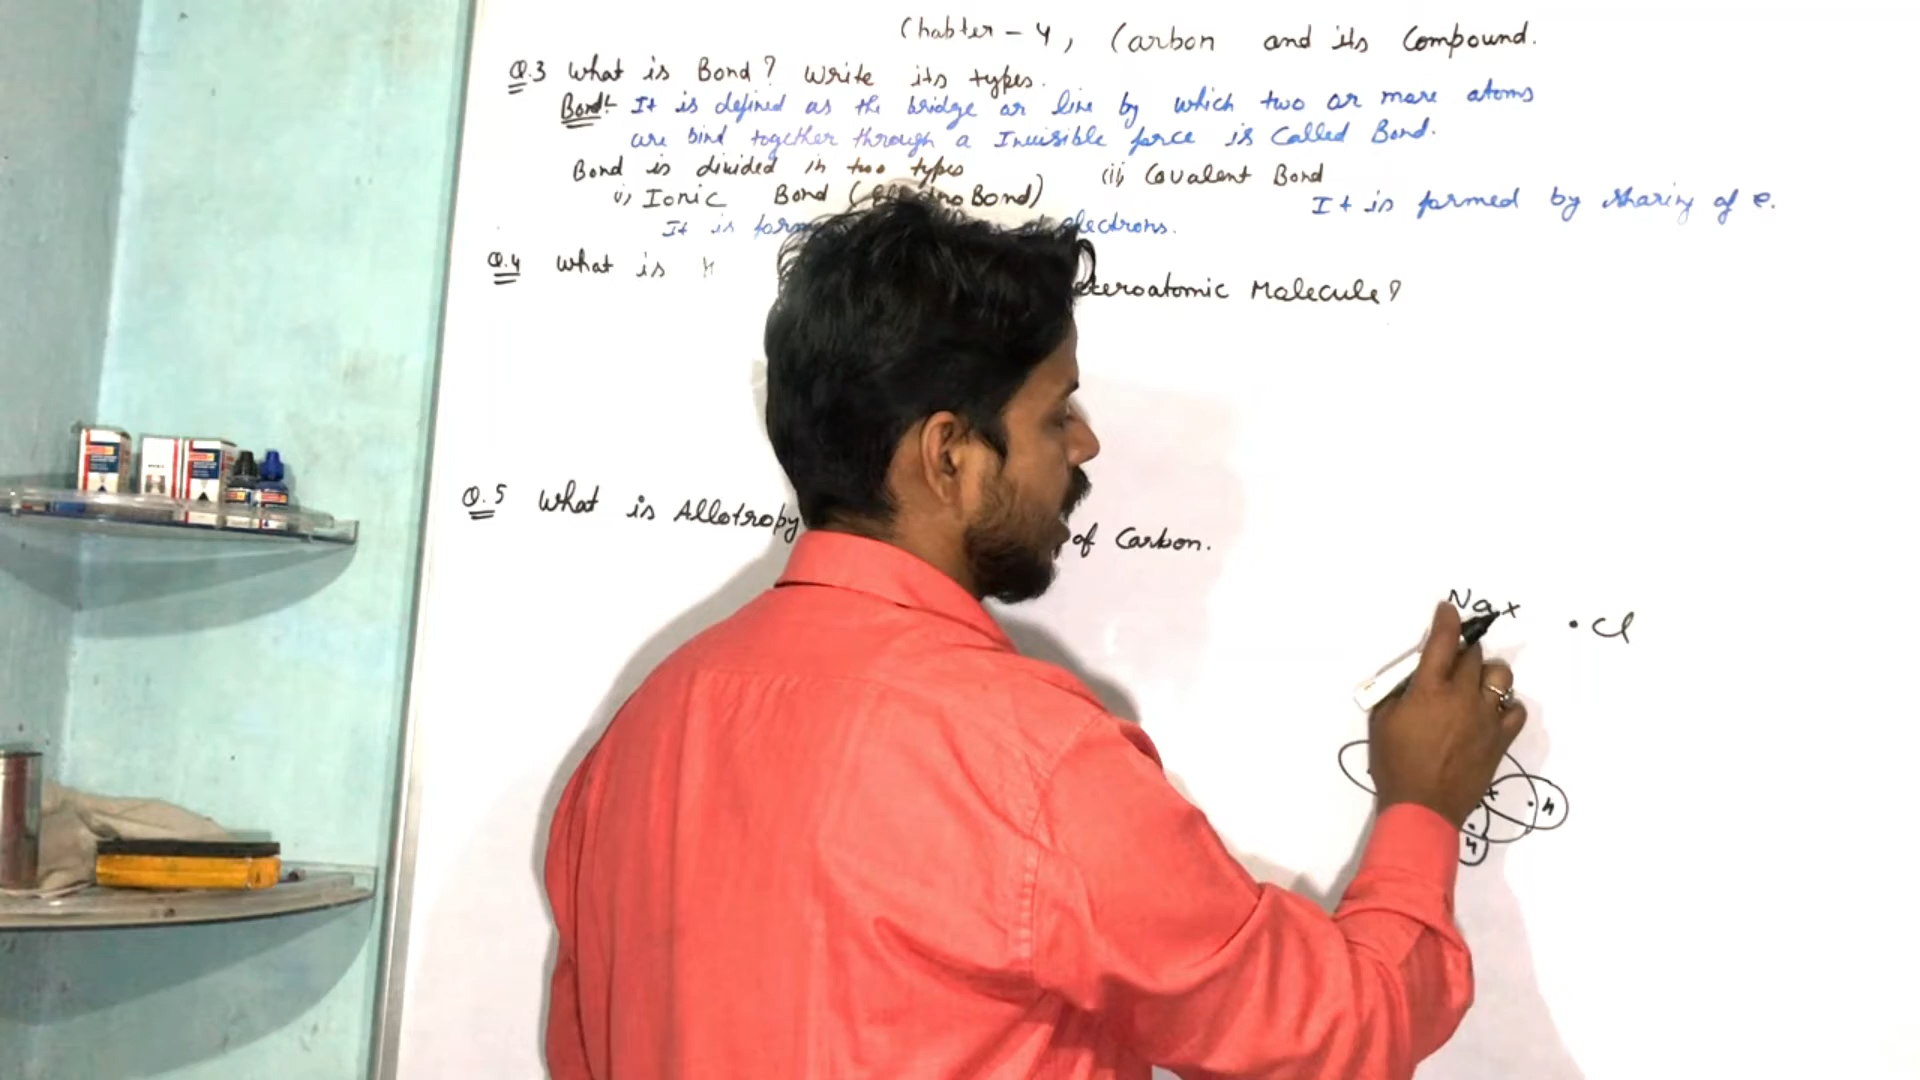 Chapter - 4, Carbon and its Compound.
Q.3 What is Bond? Write its types.
Bond:- It is defined as the bridge or line by which two or more atoms
are bind together through a Invisible force is Called Bond.
Bond is divided in two types
(ii) Covalent Bond
i) Ionic Bond ( Bond)
It is formed by sharing of e.
It is electrons.
Q.4 What is
Molecule?
Q.5 What is Allotropy
of Carbon.
Nax .Cl
x . H
. H